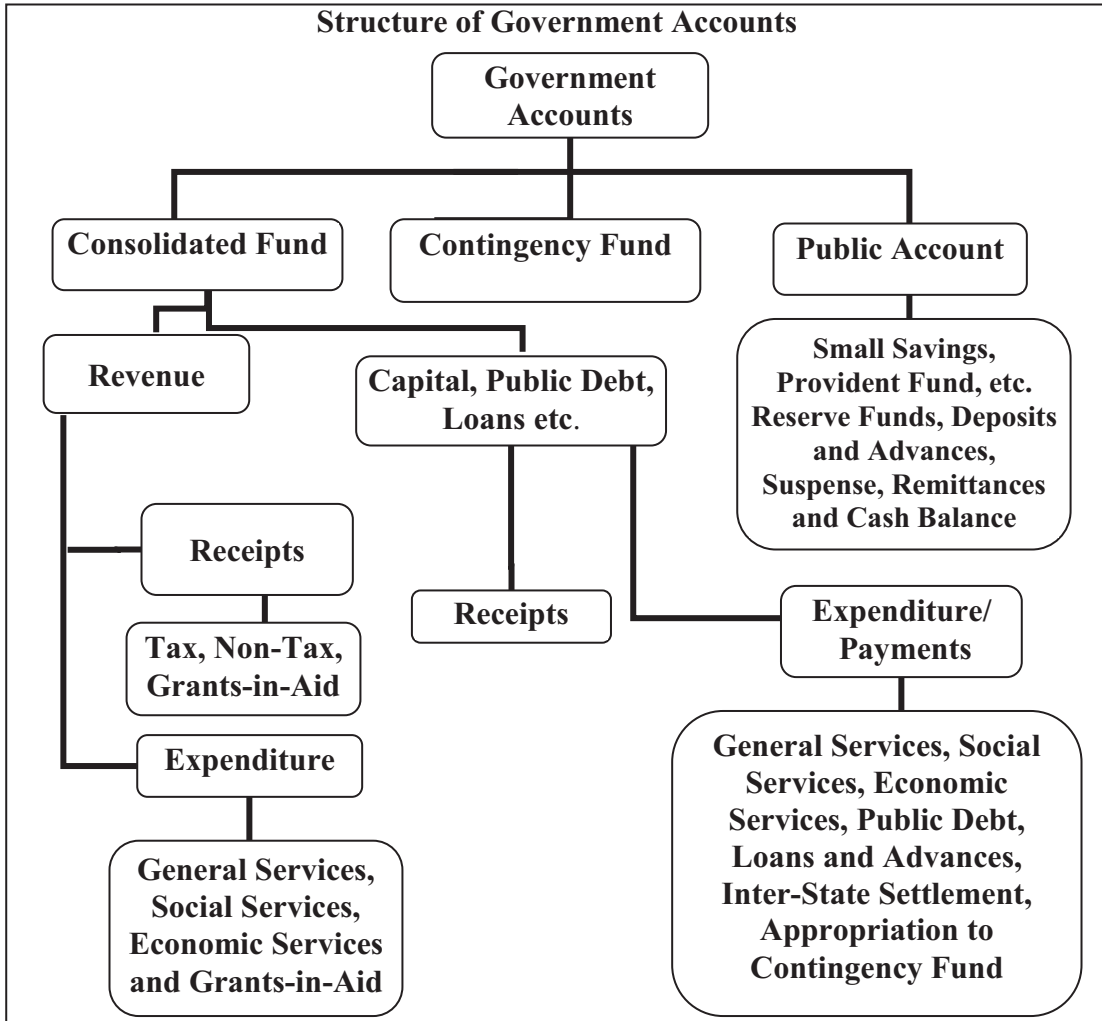 Structure of Government Accounts
Government
Accounts
Consolidated Fund
Contingency Fund
Public Account
Revenue
Capital, Public Debt,
Loans etc.
Small Savings,
Provident Fund, etc.
Reserve Funds, Deposits
and Advances,
Suspense, Remittances
and Cash Balance
Receipts
Tax, Non-Tax,
Grants-in-Aid
Receipts
Expenditure/
Payments
Expenditure
General Services,
Social Services,
Economic Services
and Grants-in-Aid
General Services, Social
Services, Economic
Services, Public Debt,
Loans and Advances,
Inter-State Settlement,
Appropriation to
Contingency Fund